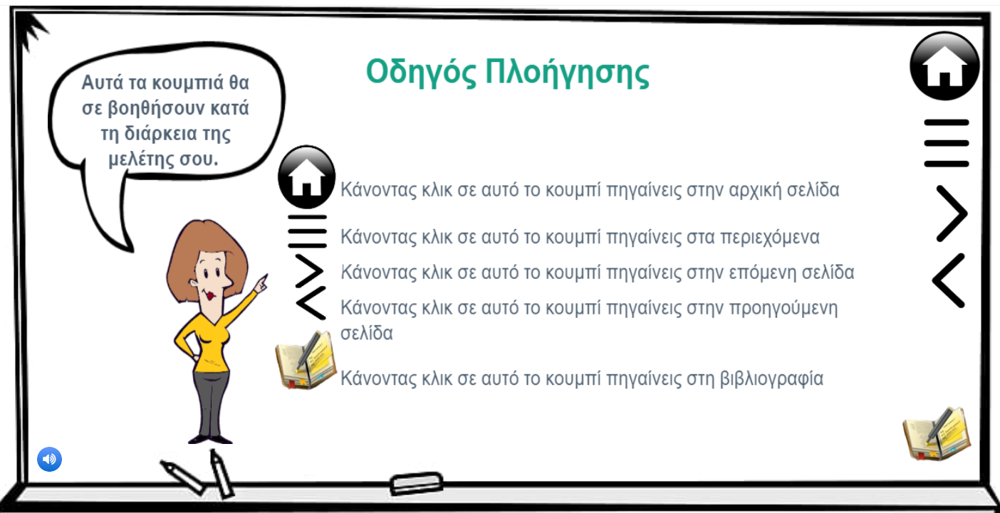 Οδηγός Πλοήγησης
Αυτά τα κουμπιά θα
σε βοηθήσουν κατά
τη διάρκεια της
μελέτης σου.
Κάνοντας κλικ σε αυτό το κουμπί πηγαίνεις στην αρχική σελίδα
Κάνοντας κλικ σε αυτό το κουμπί πηγαίνεις στα περιεχόμενα
Κάνοντας κλικ σε αυτό το κουμπί πηγαίνεις στην επόμενη σελίδα
Κάνοντας κλικ σε αυτό το κουμπί πηγαίνεις στην προηγούμενη
σελίδα
Κάνοντας κλικ σε αυτό το κουμπί πηγαίνεις στη βιβλιογραφία